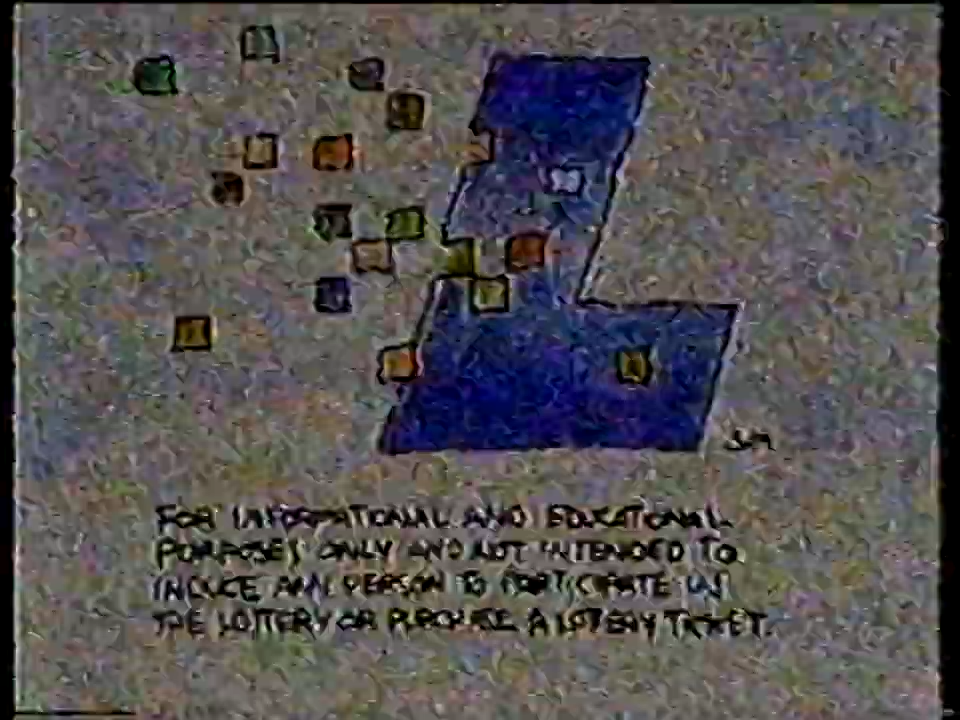 SM
FOR INFORMATIONAL AND EDUCATIONAL
PURPOSES ONLY AND NOT INTENDED TO
INDUCE ANY PERSON TO PARTICIPATE IN
THE LOTTERY OR PURCHASE A LOTTERY TICKET.